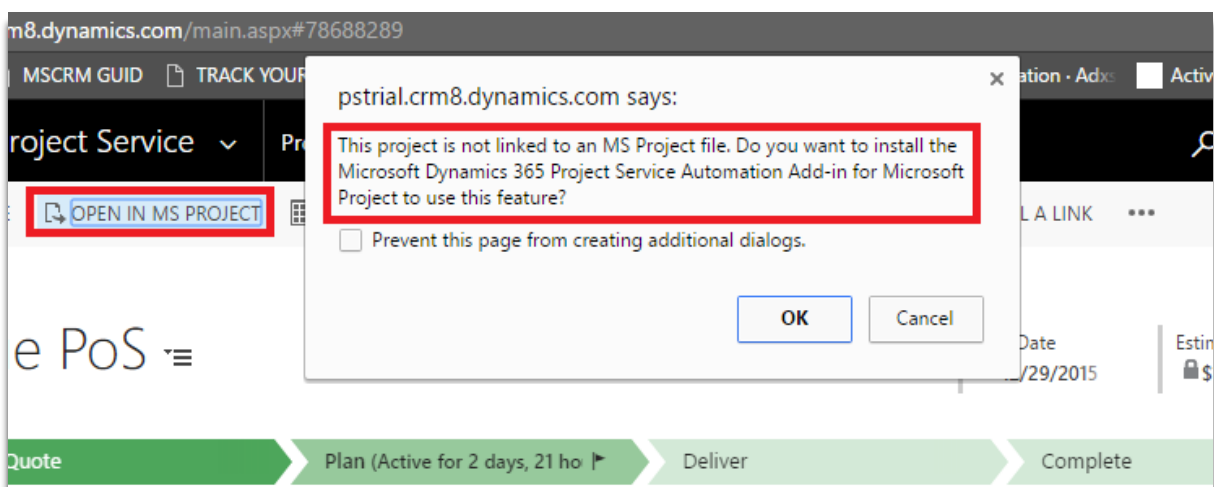 m8.dynamics.com/main.aspx#78688289
MSCRM GUID TRACK YOUR ation · Adxs Activ
pstrial.crm8.dynamics.com says:
roject Service Pr
This project is not linked to an MS Project file. Do you want to install the
Microsoft Dynamics 365 Project Service Automation Add-in for Microsoft
Project to use this feature?
OPEN IN MS PROJECT L A LINK
Prevent this page from creating additional dialogs.
OK Cancel
e PoS
Date Estin
2/29/2015 $
Quote Plan (Active for 2 days, 21 ho Deliver Complete